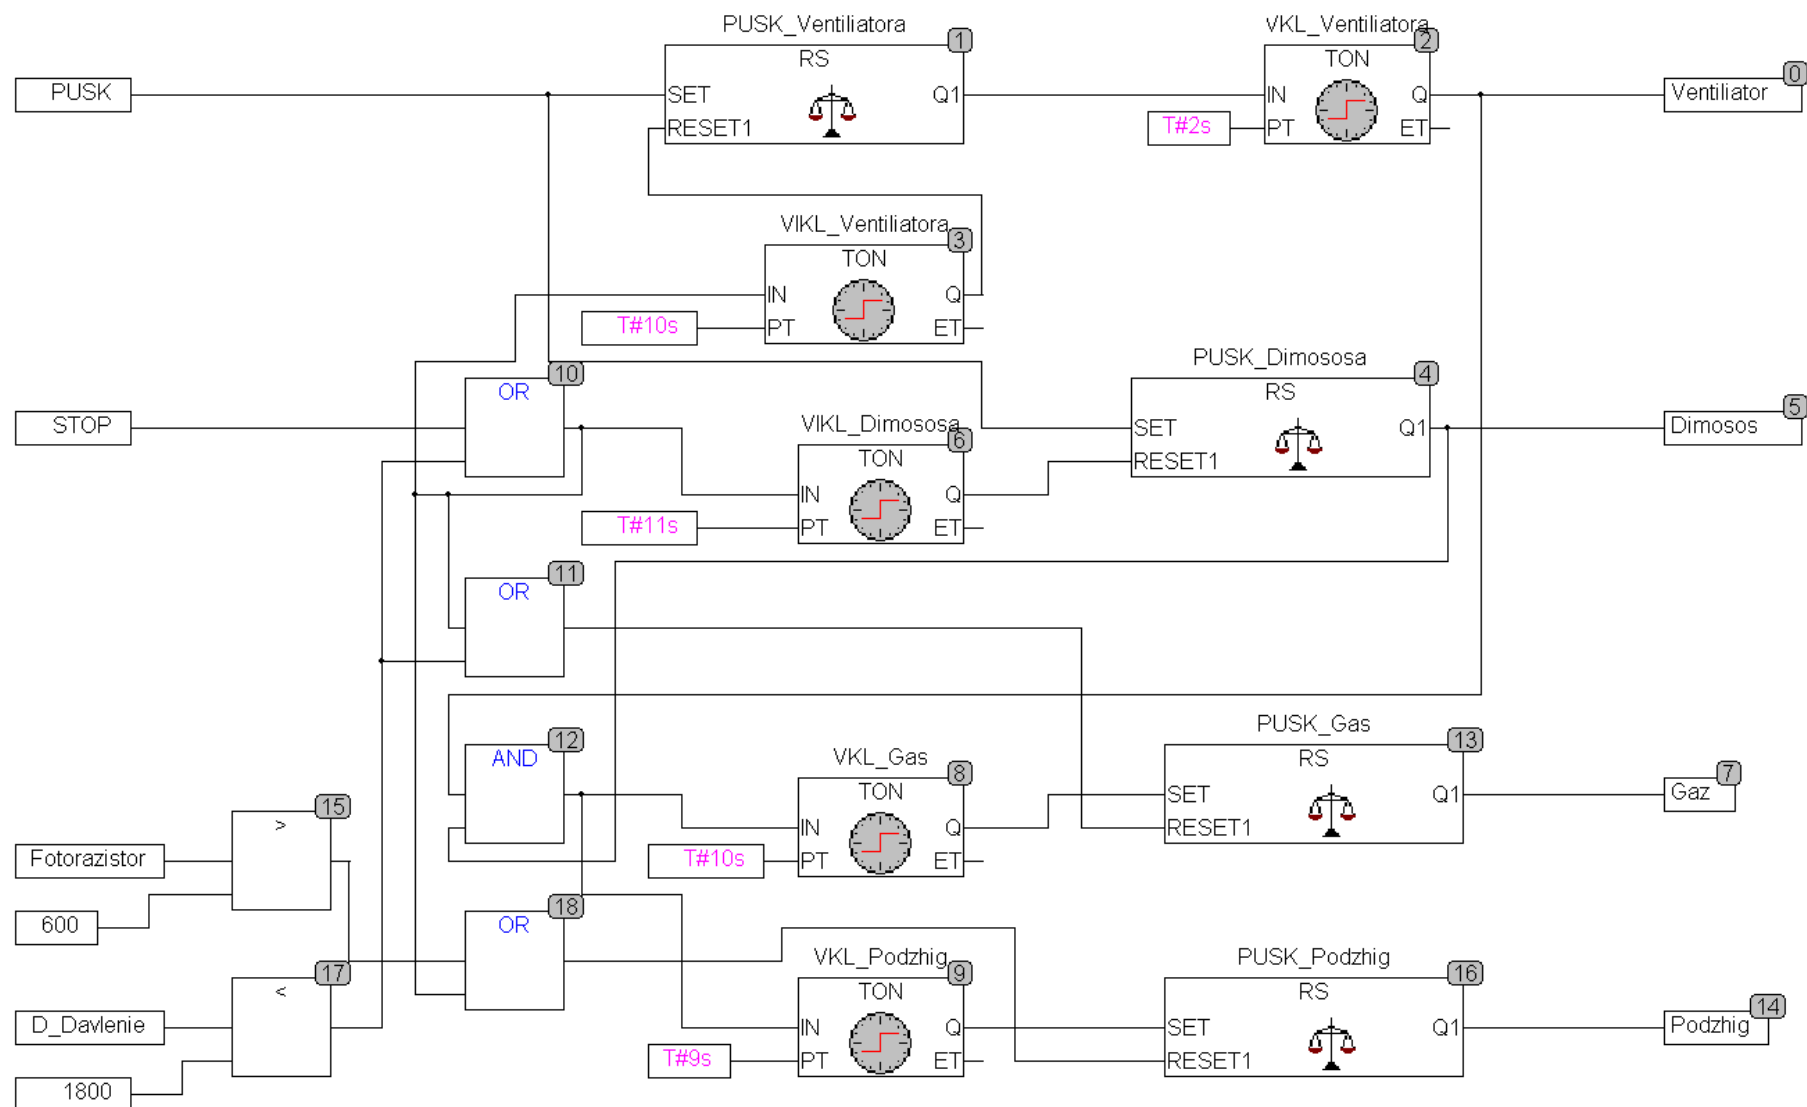 PUSK_Ventiliatora
VKL_Ventiliatora
1
2
RS
TON
0
PUSK
SET
Q1
IN
Q
Ventiliator
RESET1
T#2s
PT
ET
VIKL_Ventiliatora
3
TON
IN
Q
T#10s
PT
ET
PUSK_Dimososa
10
4
OR
RS
5
STOP
VIKL_Dimososa
SET
Q1
Dimosos
6
TON
RESET1
IN
Q
T#11s
PT
ET
11
OR
PUSK_Gas
12
13
AND
VKL_Gas
RS
8
7
TON
SET
Q1
Gaz
15
>
IN
Q
RESET1
Fotorazistor
T#10s
PT
ET
18
600
OR
VKL_Podzhig
PUSK_Podzhig
17
9
16
<
TON
RS
14
D_Davlenie
IN
Q
SET
Q1
Podzhig
T#9s
PT
ET
RESET1
1800